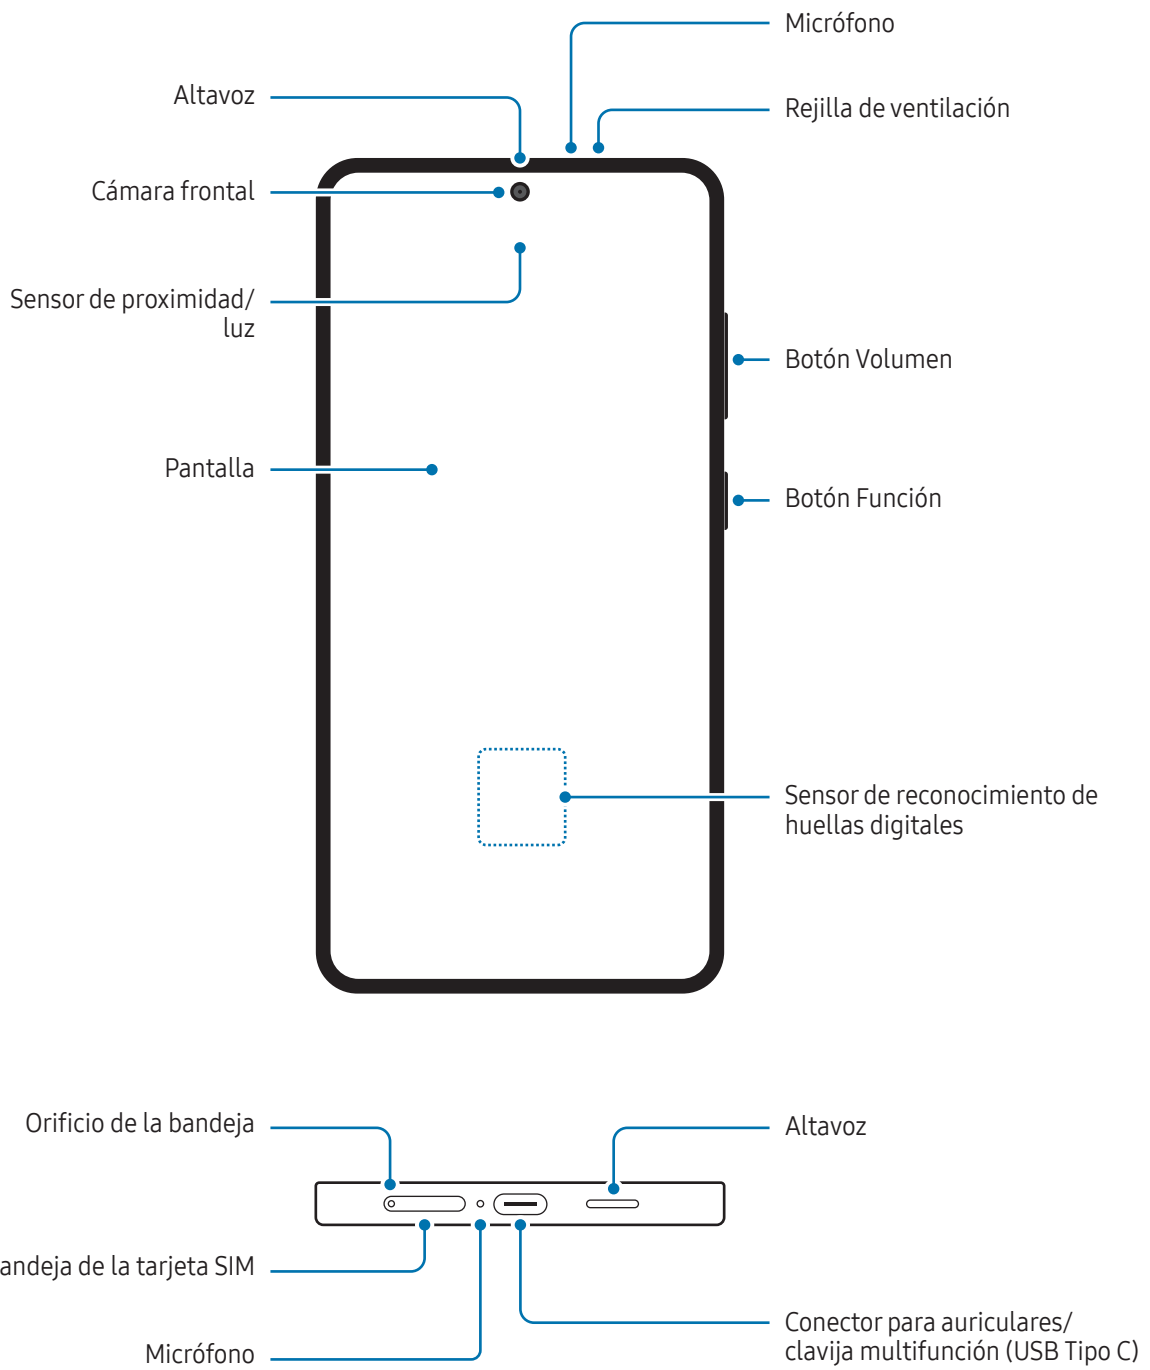 Micrófono
Altavoz
Rejilla de ventilación
Cámara frontal
Sensor de proximidad/
luz
Botón Volumen
Pantalla
Botón Función
Sensor de reconocimiento de
huellas digitales
Orificio de la bandeja
Altavoz
andeja de la tarjeta SIM
Conector para auriculares/
clavija multifunción (USB Tipo C)
Micrófono